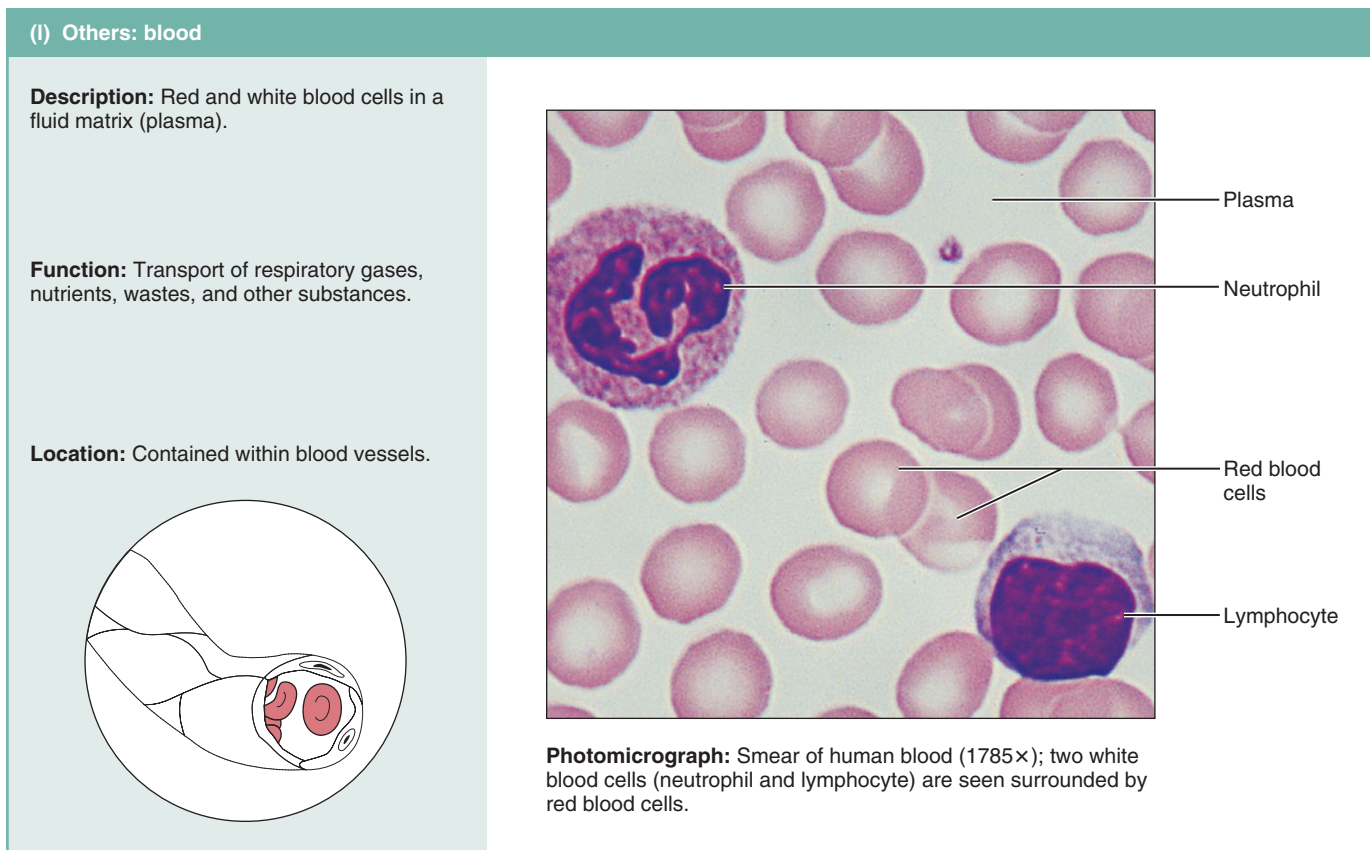 (l) Others: blood
Description: Red and white blood cells in a
fluid matrix (plasma).
Function: Transport of respiratory gases,
nutrients, wastes, and other substances.
Location: Contained within blood vessels.
Plasma
Neutrophil
Red blood
cells
Lymphocyte
Photomicrograph: Smear of human blood (1785×); two white
blood cells (neutrophil and lymphocyte) are seen surrounded by
red blood cells.